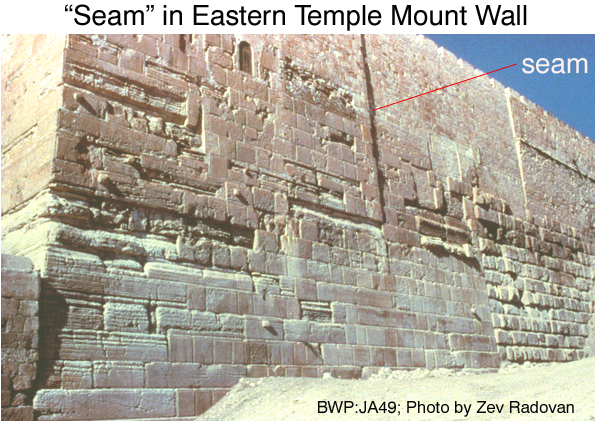 “Seam” in Eastern Temple Mount Wall
seam
BWP:JA49; Photo by Zev Radovan